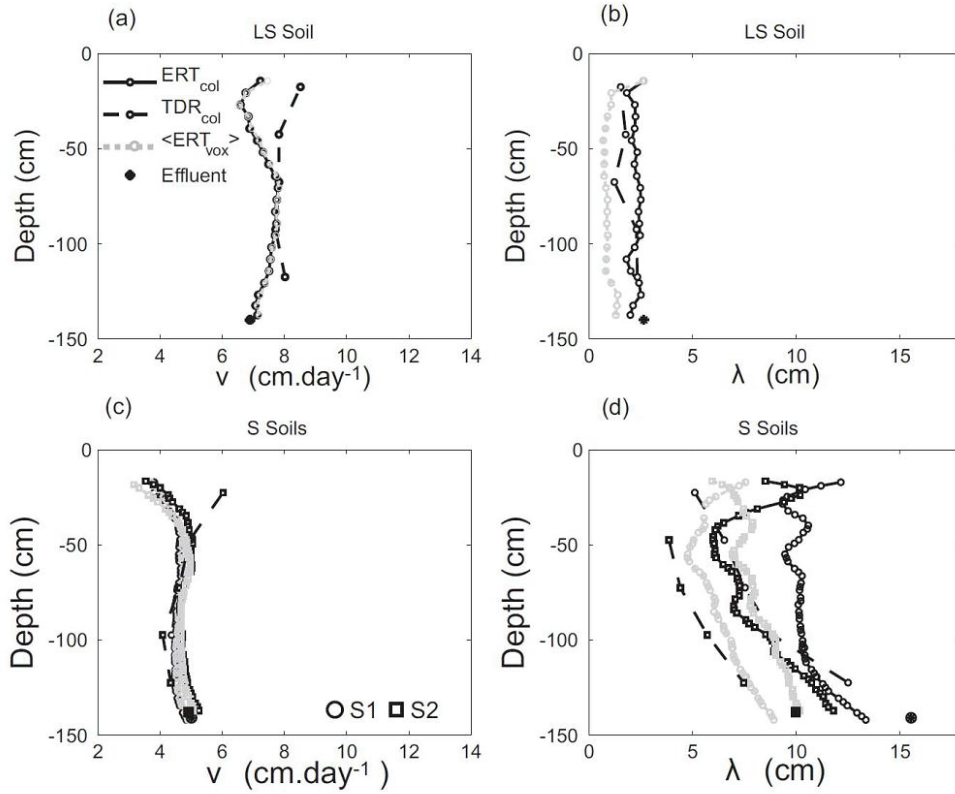 (a)
LS Soil
0
-50
-100
-150
Depth (cm)
ERTcol
TDRcol
<ERTvox>
Effluent
2 4 6 8 10 12 14
v (cm.day-1)
(b)
LS Soil
0
-50
-100
-150
Depth (cm)
0 5 10 15
λ (cm)
(c)
S Soils
0
-50
-100
-150
Depth (cm)
S1 S2
2 4 6 8 10 12 14
v (cm.day-1)
(d)
S Soils
0
-50
-100
-150
Depth (cm)
0 5 10 15
λ (cm)